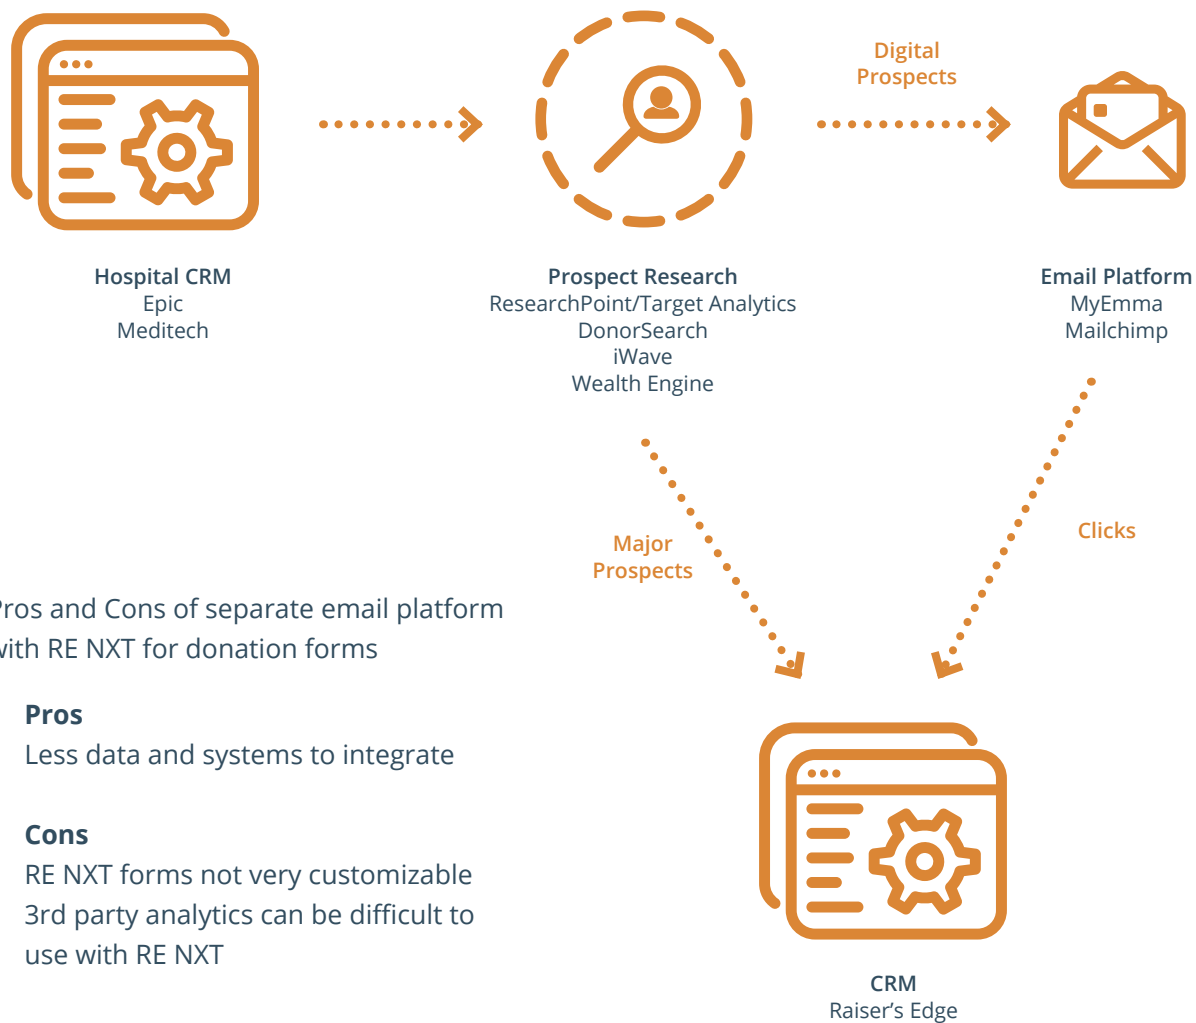 Digital
Prospects
Hospital CRM
Epic
Meditech
Prospect Research
ResearchPoint/Target Analytics
DonorSearch
iWave
Wealth Engine
Email Platform
MyEmma
Mailchimp
Major
Prospects
Clicks
Pros and Cons of separate email platform
with RE NXT for donation forms
Pros
Less data and systems to integrate
Cons
RE NXT forms not very customizable
3rd party analytics can be difficult to
use with RE NXT
CRM
Raiser’s Edge